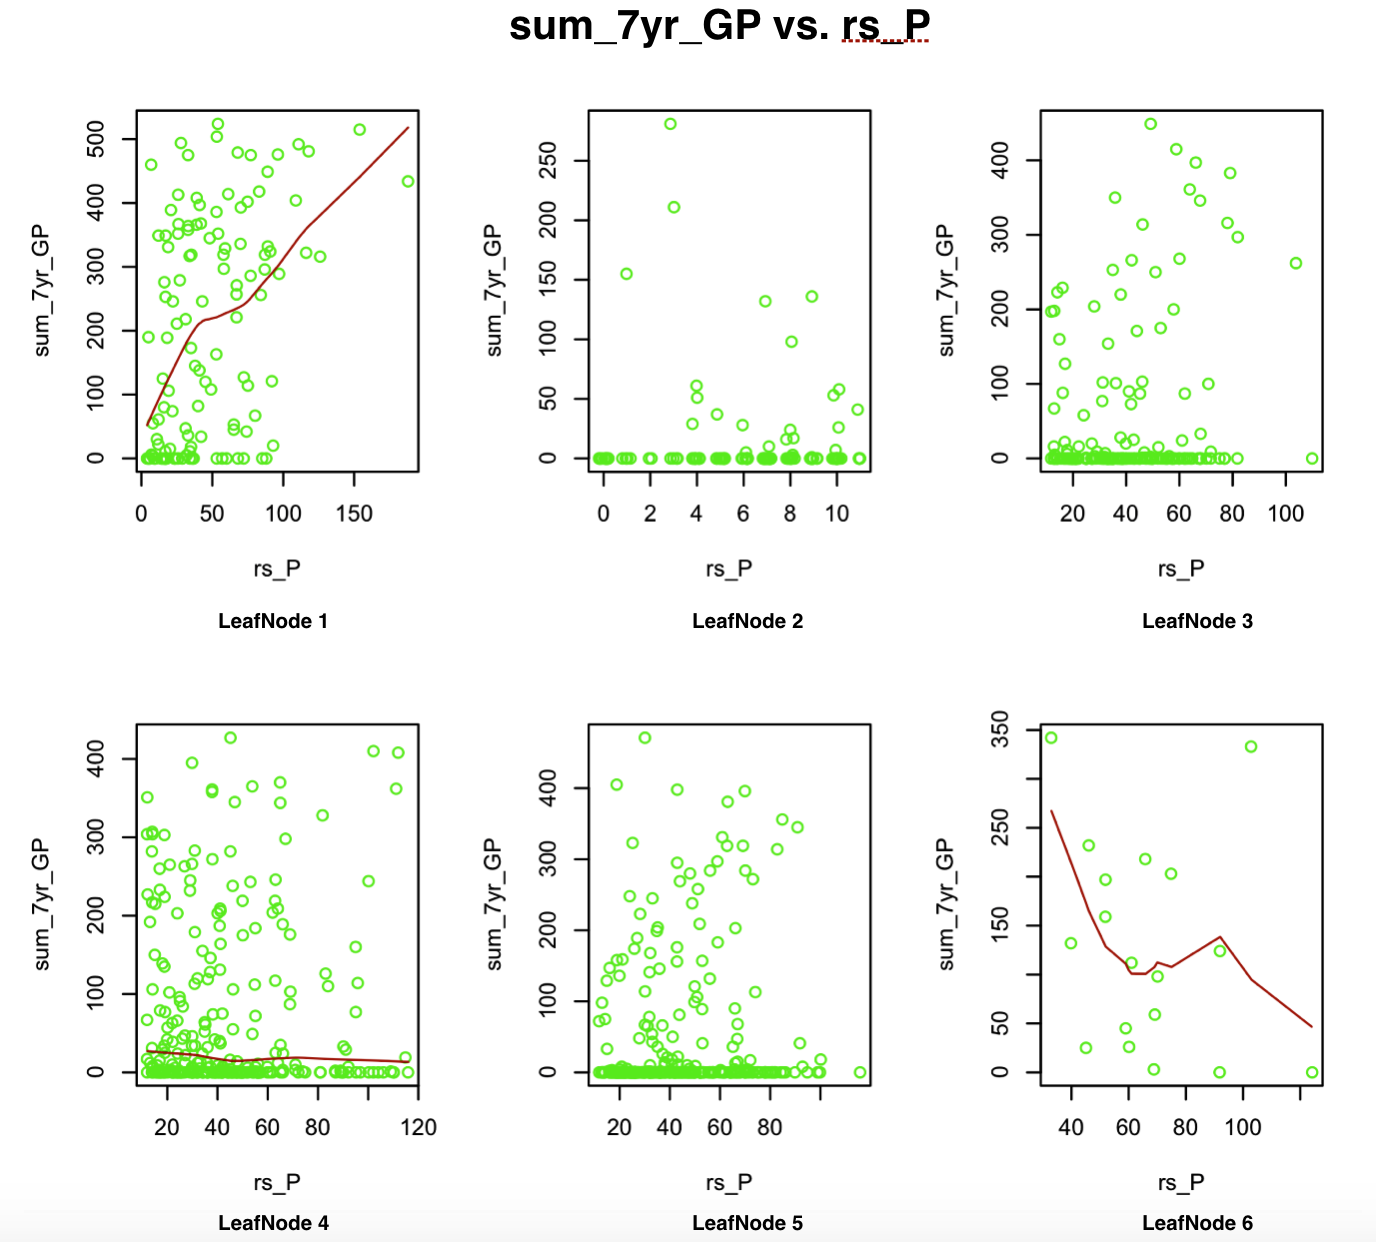 sum_7yr_GP vs. rs_P
sum_7yr_GP
0 100 200 300 400 500
0 50 100 150
rs_P
LeafNode 1
sum_7yr_GP
0 50 100 150 200 250
0 2 4 6 8 10
rs_P
LeafNode 2
sum_7yr_GP
0 100 200 300 400
20 40 60 80 100
rs_P
LeafNode 3
sum_7yr_GP
0 100 200 300 400
20 40 60 80 120
rs_P
LeafNode 4
sum_7yr_GP
0 100 200 300 400
20 40 60 80
rs_P
LeafNode 5
sum_7yr_GP
0 50 150 250 350
40 60 80 100
rs_P
LeafNode 6